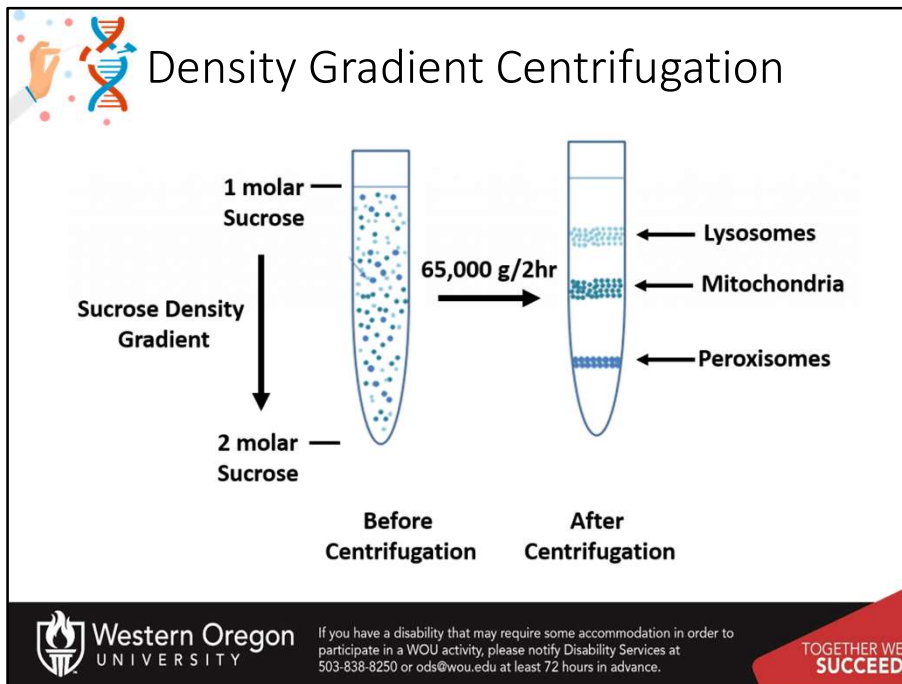 Density Gradient Centrifugation
1 molar
Sucrose
Sucrose Density
Gradient
2 molar
Sucrose
65,000 g/2hr
Lysosomes
Mitochondria
Peroxisomes
Before
Centrifugation
After
Centrifugation
Western Oregon
UNIVERSITY
If you have a disability that may require some accommodation in order to
participate in a WOU activity, please notify Disability Services at
503-838-8250 or ods@wou.edu at least 72 hours in advance.
TOGETHER WE
SUCCEED